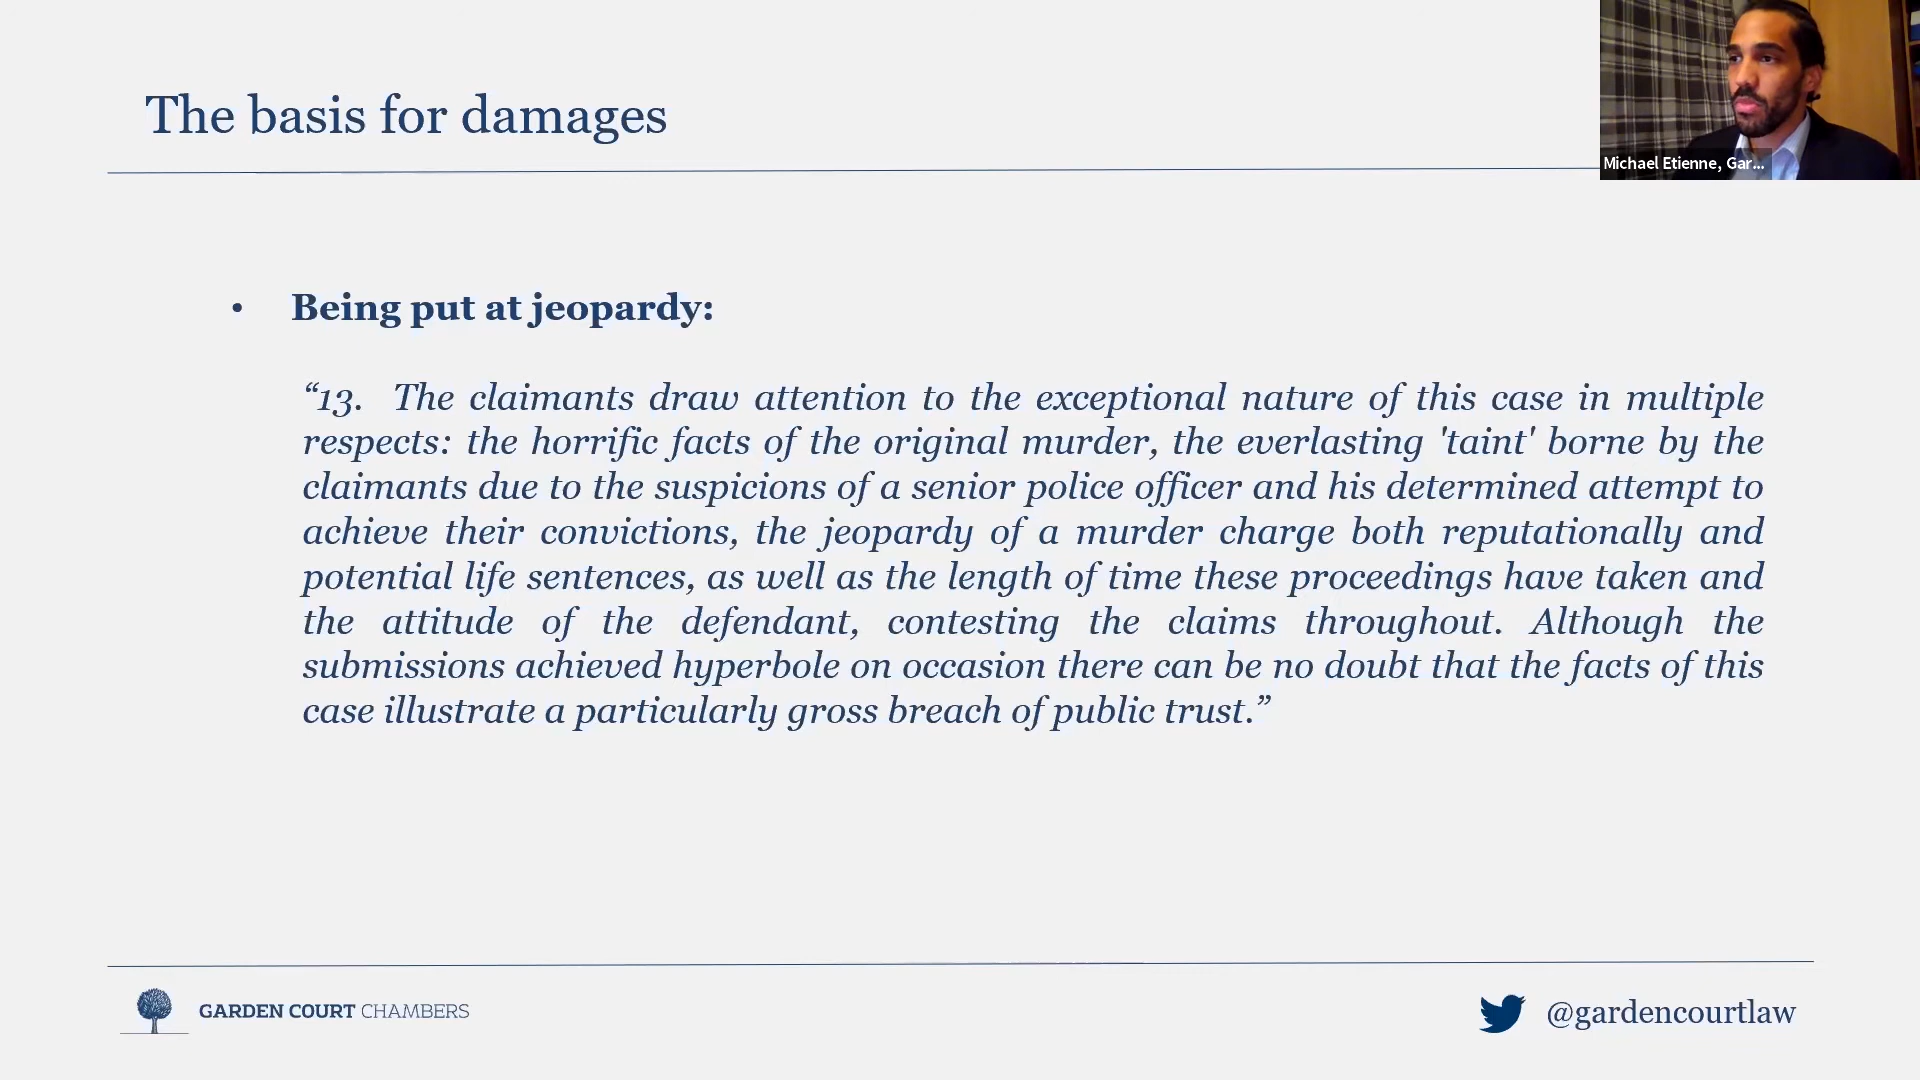 The basis for damages
Michael Etienne, Gar...
• Being put at jeopardy:
“13. The claimants draw attention to the exceptional nature of this case in multiple
respects: the horrific facts of the original murder, the everlasting 'taint' borne by the
claimants due to the suspicions of a senior police officer and his determined attempt to
achieve their convictions, the jeopardy of a murder charge both reputationally and
potential life sentences, as well as the length of time these proceedings have taken and
the attitude of the defendant, contesting the claims throughout. Although the
submissions achieved hyperbole on occasion there can be no doubt that the facts of this
case illustrate a particularly gross breach of public trust.”
GARDEN COURT CHAMBERS
@gardencourtlaw